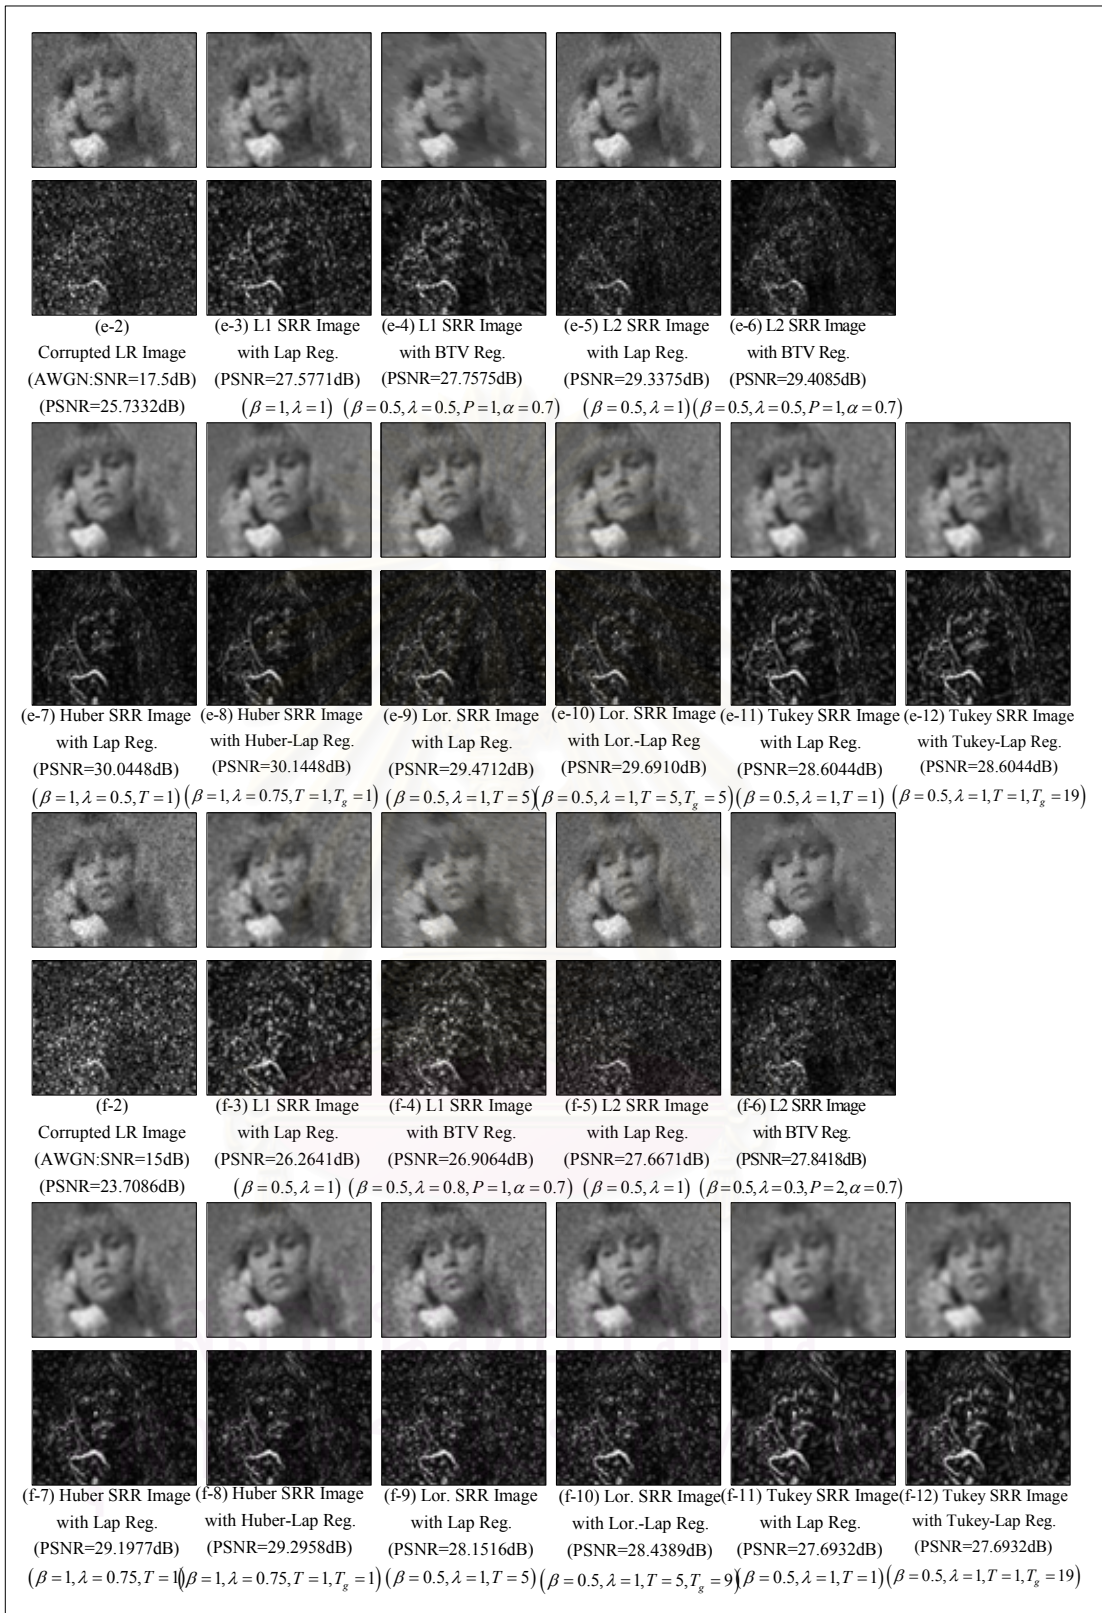 (e-2)
Corrupted LR Image
(AWGN:SNR=17.5dB)
(PSNR=25.7332dB)
(e-3) L1 SRR Image
with Lap Reg.
(PSNR=27.5771dB)
(β=1,λ=1)
(e-4) L1 SRR Image
with BTV Reg.
(PSNR=27.7575dB)
(β=0.5,λ=0.5,P=1,α=0.7)
(e-5) L2 SRR Image
with Lap Reg.
(PSNR=29.3375dB)
(β=0.5,λ=1)
(e-6) L2 SRR Image
with BTV Reg.
(PSNR=29.4085dB)
(β=0.5,λ=0.5,P=1,α=0.7)
(e-7) Huber SRR Image
with Lap Reg.
(PSNR=30.0448dB)
(β=1,λ=0.5,T=1)
(e-8) Huber SRR Image
with Huber-Lap Reg.
(PSNR=30.1448dB)
(β=1,λ=0.75,T=1,T_g=1)
(e-9) Lor. SRR Image
with Lap Reg.
(PSNR=29.4712dB)
(β=0.5,λ=1,T=5)
(e-10) Lor. SRR Image
with Lor.-Lap Reg
(PSNR=29.6910dB)
(β=0.5,λ=1,T=5,T_g=5)
(e-11) Tukey SRR Image
with Lap Reg.
(PSNR=28.6044dB)
(β=0.5,λ=1,T=1)
(e-12) Tukey SRR Image
with Tukey-Lap Reg.
(PSNR=28.6044dB)
(β=0.5,λ=1,T=1,T_g=19)
(f-2)
Corrupted LR Image
(AWGN:SNR=15dB)
(PSNR=23.7086dB)
(f-3) L1 SRR Image
with Lap Reg.
(PSNR=26.2641dB)
(β=0.5,λ=1)
(f-4) L1 SRR Image
with BTV Reg.
(PSNR=26.9064dB)
(β=0.5,λ=0.8,P=1,α=0.7)
(f-5) L2 SRR Image
with Lap Reg.
(PSNR=27.6671dB)
(β=0.5,λ=1)
(f-6) L2 SRR Image
with BTV Reg.
(PSNR=27.8418dB)
(β=0.5,λ=0.3,P=2,α=0.7)
(f-7) Huber SRR Image
with Lap Reg.
(PSNR=29.1977dB)
(β=1,λ=0.75,T=1)
(f-8) Huber SRR Image
with Huber-Lap Reg.
(PSNR=29.2958dB)
(β=1,λ=0.75,T=1,T_g=1)
(f-9) Lor. SRR Image
with Lap Reg.
(PSNR=28.1516dB)
(β=0.5,λ=1,T=5)
(f-10) Lor. SRR Image
with Lor.-Lap Reg.
(PSNR=28.4389dB)
(β=0.5,λ=1,T=5,T_g=9)
(f-11) Tukey SRR Image
with Lap Reg.
(PSNR=27.6932dB)
(β=0.5,λ=1,T=1)
(f-12) Tukey SRR Image
with Tukey-Lap Reg.
(PSNR=27.6932dB)
(β=0.5,λ=1,T=1,T_g=19)